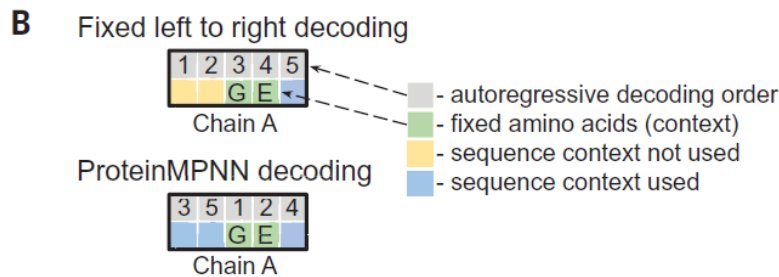 B
Fixed left to right decoding
1 2 3 4 5
G E
Chain A
- autoregressive decoding order
- fixed amino acids (context)
- sequence context not used
- sequence context used
ProteinMPNN decoding
3 5 1 2 4
G E
Chain A